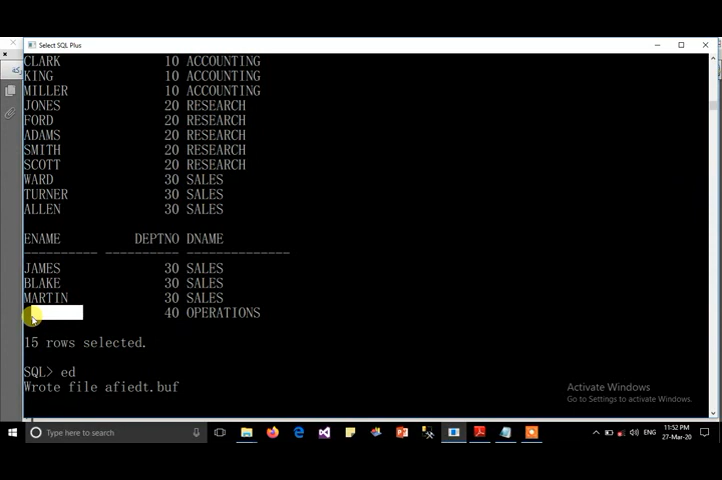 Select SQL Plus
CLARK 10 ACCOUNTING
KING 10 ACCOUNTING
MILLER 10 ACCOUNTING
JONES 20 RESEARCH
FORD 20 RESEARCH
ADAMS 20 RESEARCH
SMITH 20 RESEARCH
SCOTT 20 RESEARCH
WARD 30 SALES
TURNER 30 SALES
ALLEN 30 SALES
ENAME DEPTNO DNAME
---------- ---------- --------------
JAMES 30 SALES
BLAKE 30 SALES
MARTIN 30 SALES
40 OPERATIONS
15 rows selected.
SQL> ed
Wrote file afiedt.buf
Activate Windows
Go to Settings to activate Windows.
Type here to search
ENG
11:52 PM
27-Mar-20